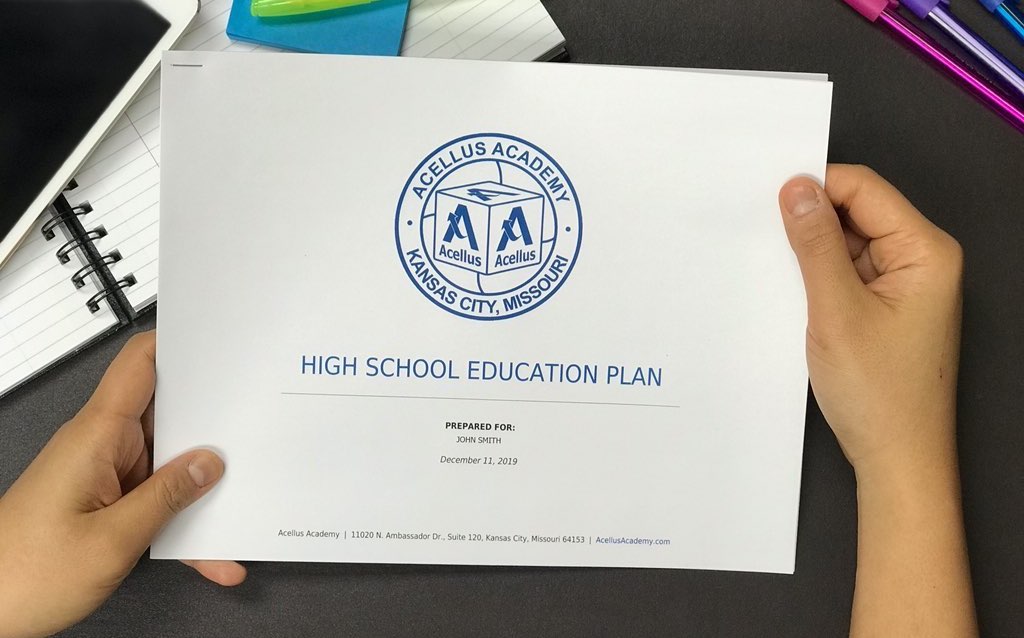 ACELLUS ACADEMY
Acellus Acellus
KANSAS CITY, MISSOURI
HIGH SCHOOL EDUCATION PLAN
PREPARED FOR:
JOHN SMITH
December 11, 2019
Acellus Academy | 11020 N. Ambassador Dr., Suite 120, Kansas City, Missouri 64153 | AcellusAcademy.com